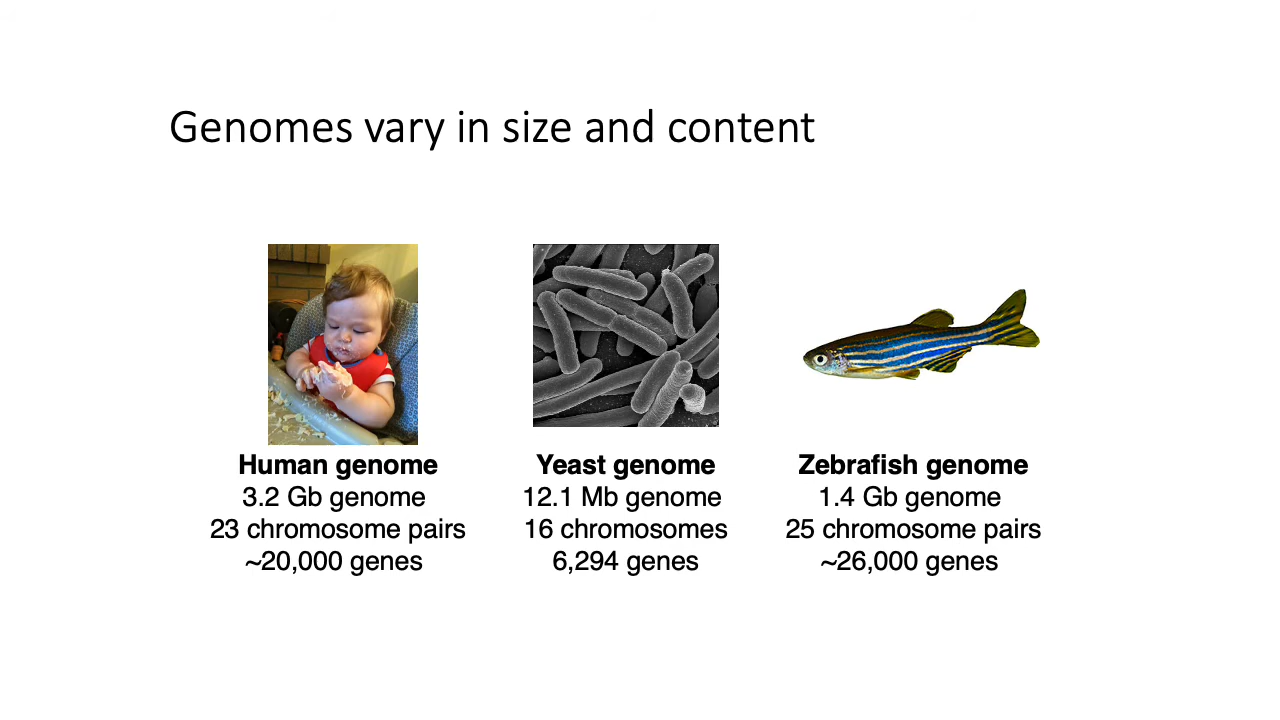 Genomes vary in size and content
Human genome
3.2 Gb genome
23 chromosome pairs
~20,000 genes
Yeast genome
12.1 Mb genome
16 chromosomes
6,294 genes
Zebrafish genome
1.4 Gb genome
25 chromosome pairs
~26,000 genes